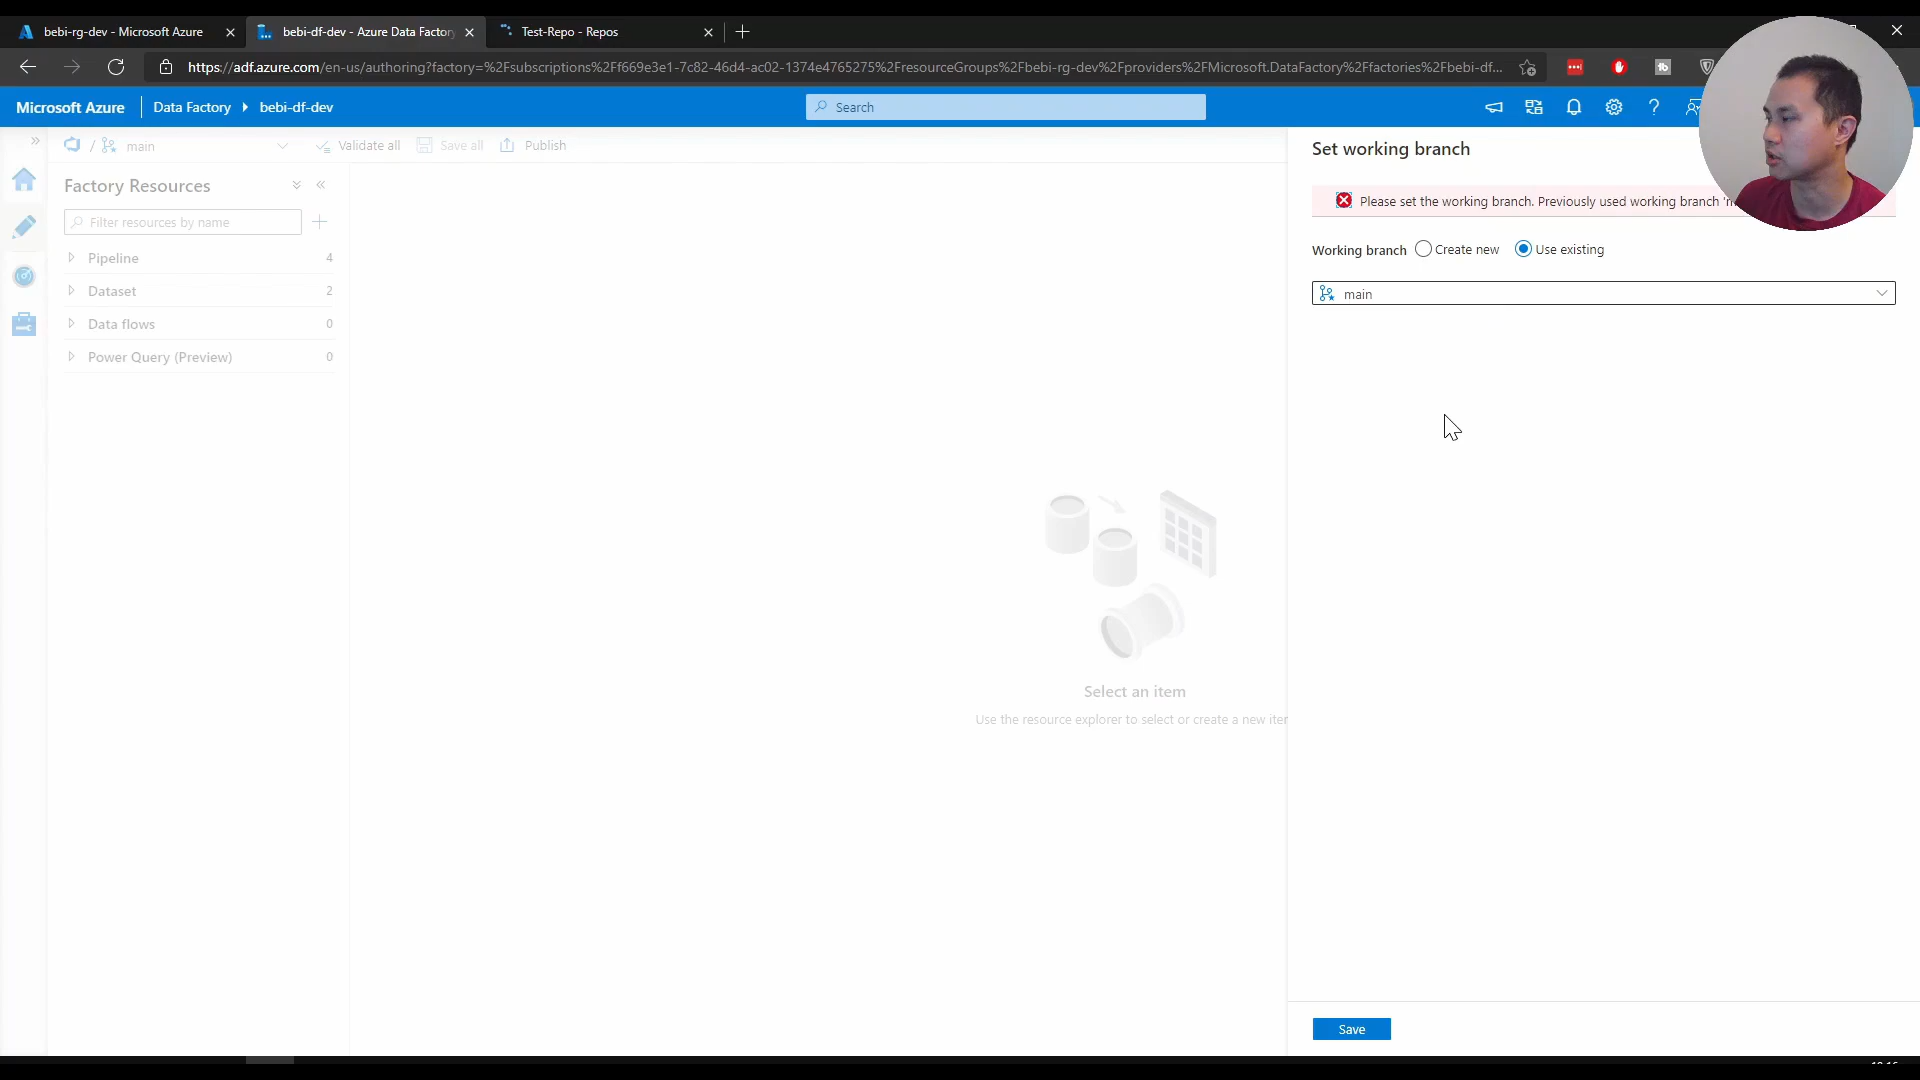 bebi-rg-dev - Microsoft Azure
bebi-df-dev - Azure Data Factory
Test-Repo - Repos
https://adf.azure.com/en-us/authoring?factory=%2Fsubscriptions%2Ff669e3e1-7c82-46d4-ac02-1374e4765275%2FresourceGroups%2Fbebi-rg-dev%2Fproviders%2FMicrosoft.DataFactory%2Ffactories%2Fbebi-df...
Microsoft Azure
Data Factory
bebi-df-dev
Search
/ main
Validate all
Save all
Publish
Set working branch
Factory Resources
Please set the working branch. Previously used working branch
Filter resources by name
Working branch
Create new
Use existing
Pipeline 4
Dataset 2
main
Data flows 0
Power Query (Preview) 0
Select an item
Use the resource explorer to select or create a new
Save